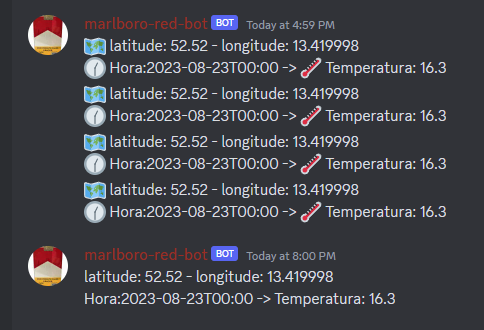 marlboro-red-bot BOT Today at 4:59 PM
latitude: 52.52 - longitude: 13.419998
Hora:2023-08-23T00:00 -> Temperatura: 16.3
latitude: 52.52 - longitude: 13.419998
Hora:2023-08-23T00:00 -> Temperatura: 16.3
latitude: 52.52 - longitude: 13.419998
Hora:2023-08-23T00:00 -> Temperatura: 16.3
latitude: 52.52 - longitude: 13.419998
Hora:2023-08-23T00:00 -> Temperatura: 16.3
marlboro-red-bot BOT Today at 8:00 PM
latitude: 52.52 - longitude: 13.419998
Hora:2023-08-23T00:00 -> Temperatura: 16.3